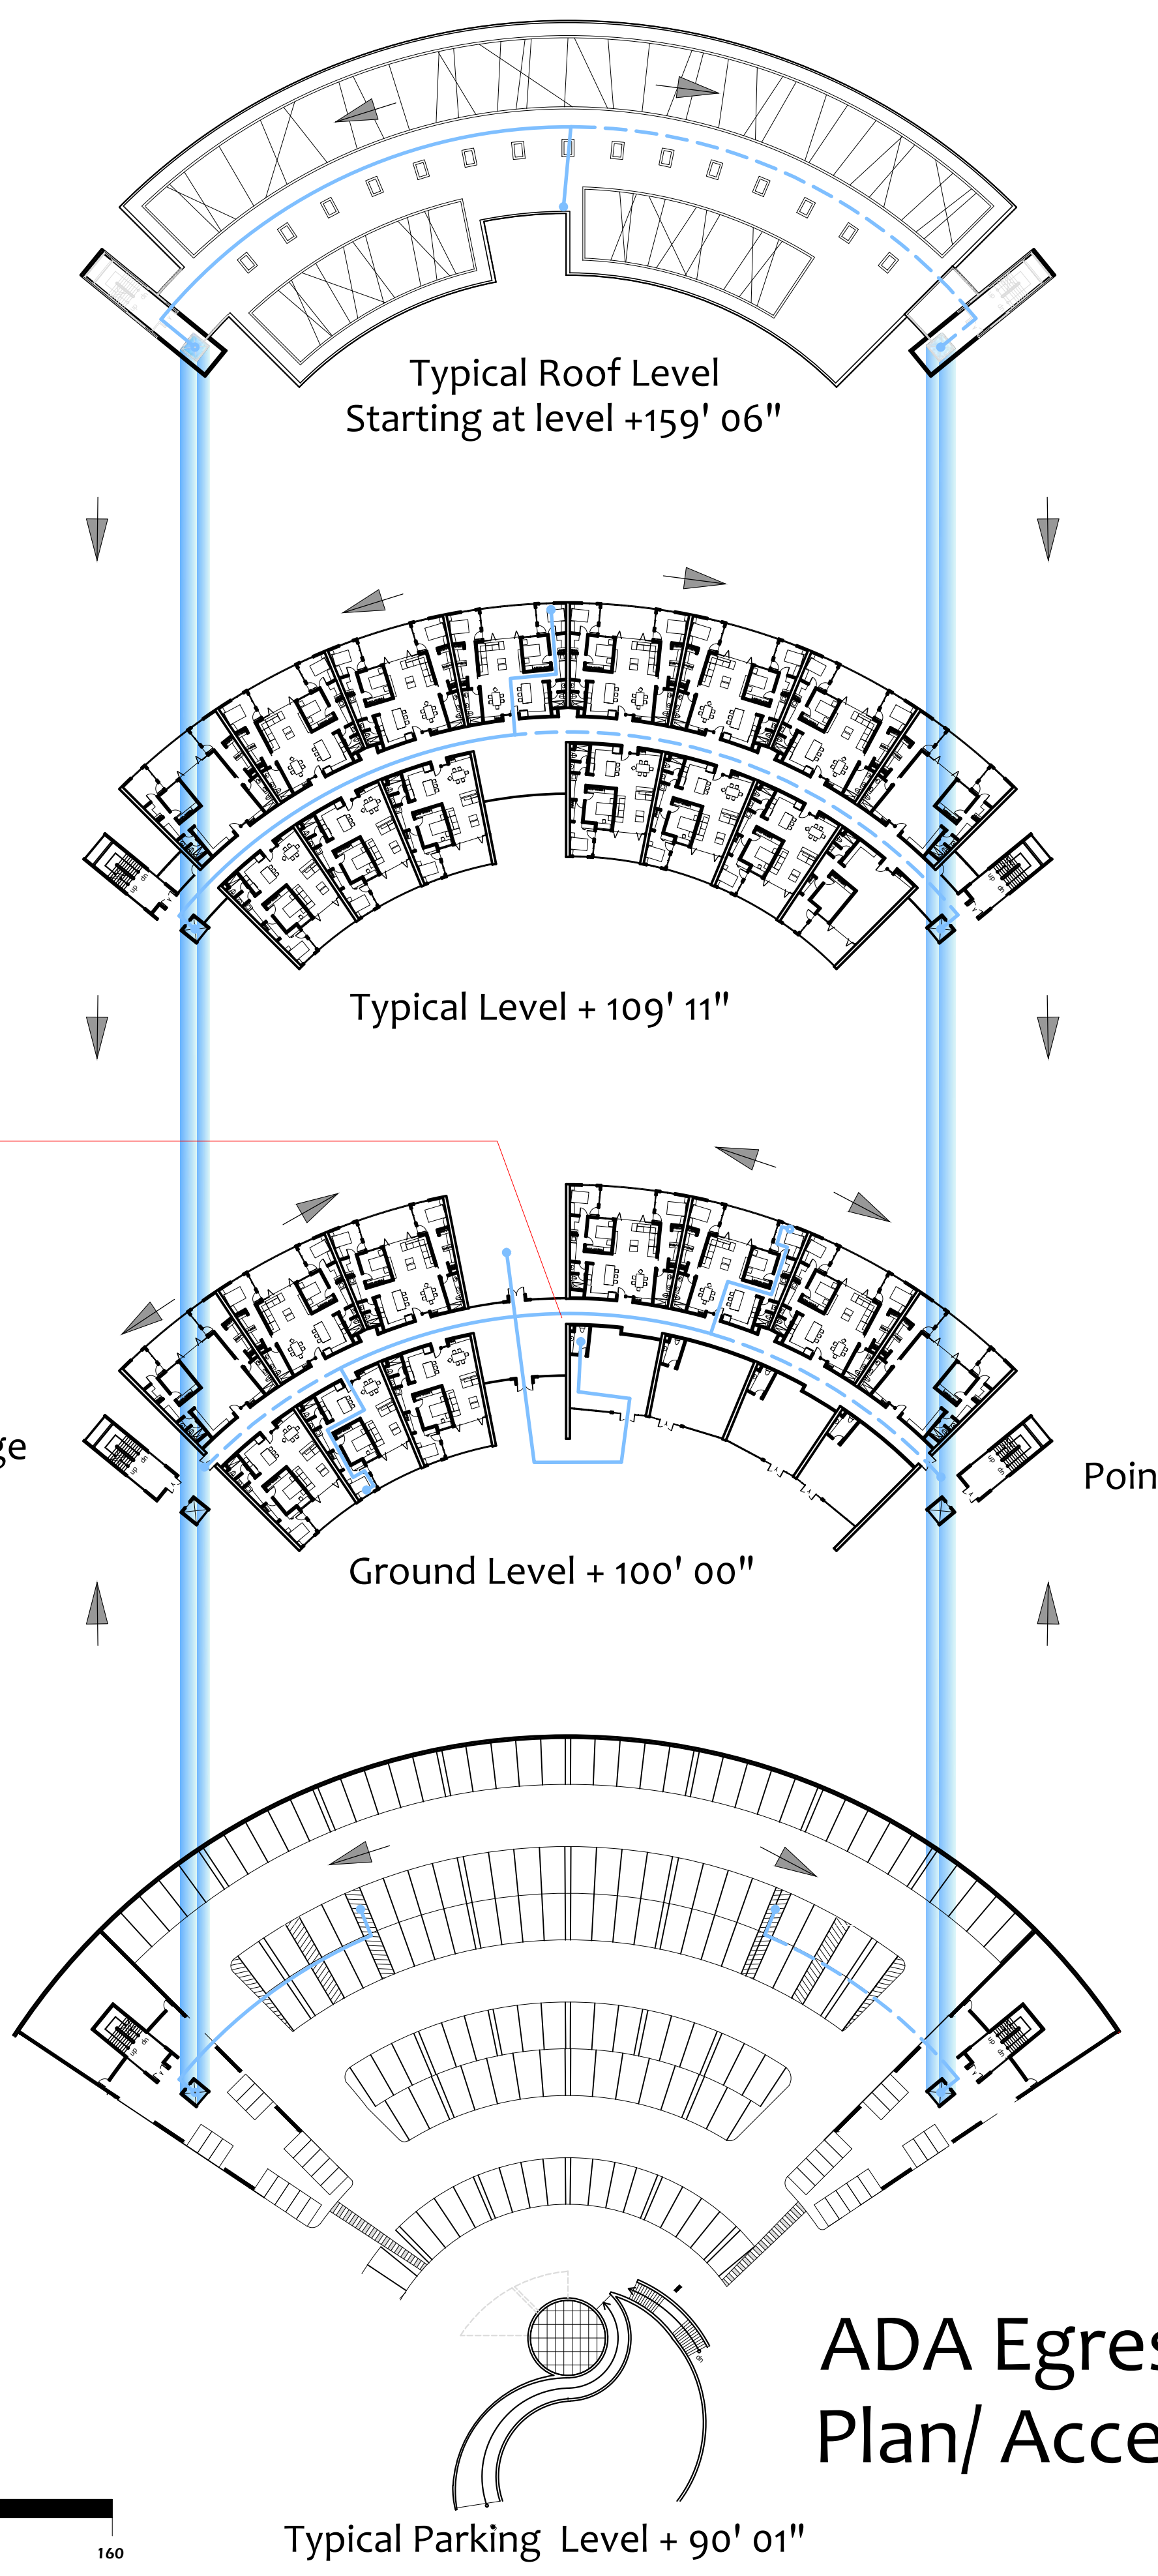 Typical Roof Level
Starting at level +159' 06"
Typical Level + 109' 11"
ge
Poin
Ground Level + 100' 00"
ADA Egres
Plan/ Acce
Typical Parking Level + 90' 01"
160